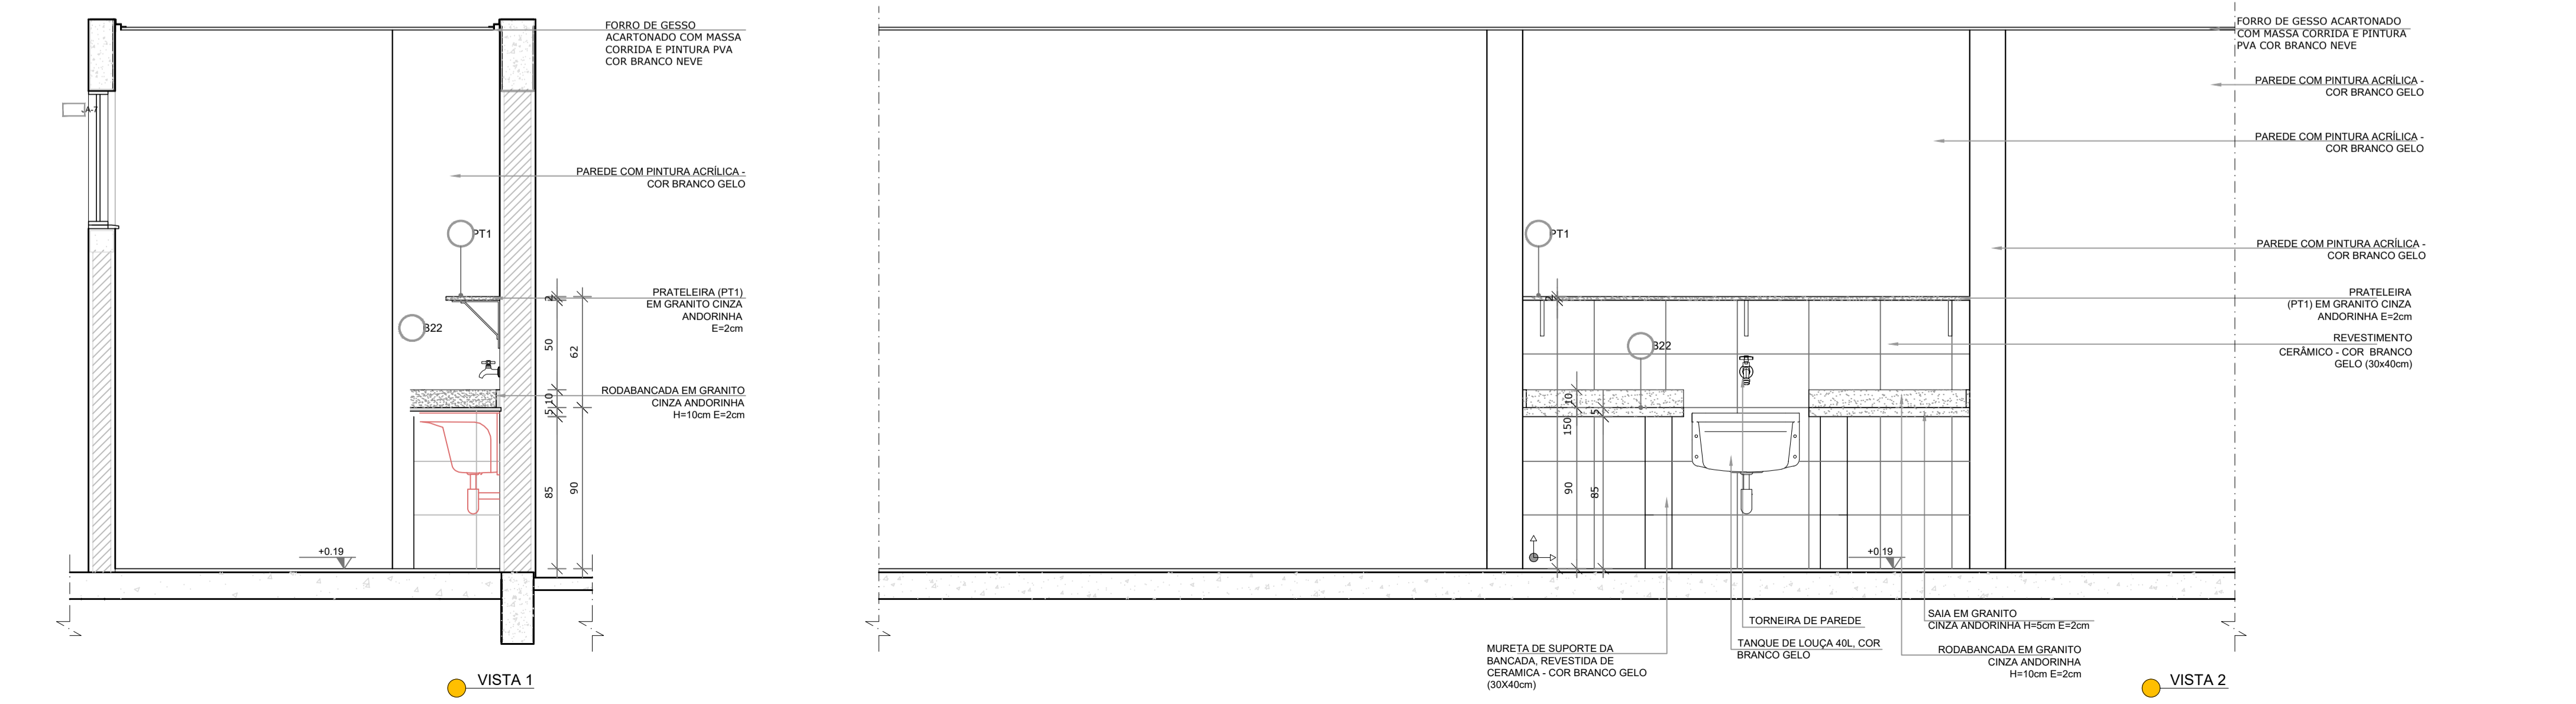 FORRO DE GESSO
ACARTONADO COM MASSA
CORRIDA E PINTURA PVA
COR BRANCO NEVE
JA-7
PAREDE COM PINTURA ACRÍLICA -
COR BRANCO GELO
PT1
PRATELEIRA (PT1)
EM GRANITO CINZA
ANDORINHA
E=2cm
B22
2
50
62
RODABANCADA EM GRANITO
CINZA ANDORINHA
H=10cm E=2cm
10
5
85
90
+0.19
VISTA 1
FORRO DE GESSO ACARTONADO
COM MASSA CORRIDA E PINTURA
PVA COR BRANCO NEVE
PAREDE COM PINTURA ACRÍLICA -
COR BRANCO GELO
PAREDE COM PINTURA ACRÍLICA -
COR BRANCO GELO
PAREDE COM PINTURA ACRÍLICA -
COR BRANCO GELO
PT1
2
PRATELEIRA
(PT1) EM GRANITO CINZA
ANDORINHA E=2cm
B22
REVESTIMENTO
CERÂMICO - COR BRANCO
GELO (30x40cm)
10
5
150
90
85
+0.19
SAIA EM GRANITO
CINZA ANDORINHA H=5cm E=2cm
TORNEIRA DE PAREDE
TANQUE DE LOUÇA 40L, COR
BRANCO GELO
MURETA DE SUPORTE DA
BANCADA, REVESTIDA DE
CERAMICA - COR BRANCO GELO
(30X40cm)
RODABANCADA EM GRANITO
CINZA ANDORINHA
H=10cm E=2cm
VISTA 2